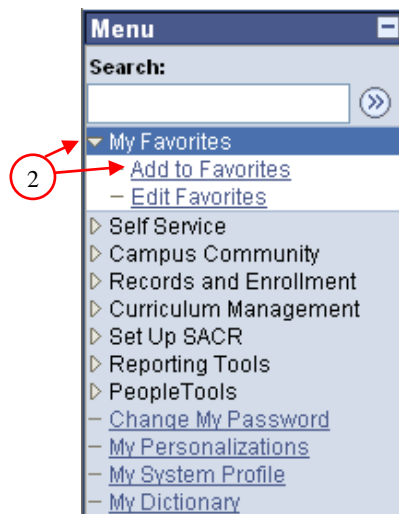 Menu
Search:
My Favorites
Add to Favorites
2
– Edit Favorites
Self Service
Campus Community
Records and Enrollment
Curriculum Management
Set Up SACR
Reporting Tools
PeopleTools
– Change My Password
– My Personalizations
– My System Profile
– My Dictionary